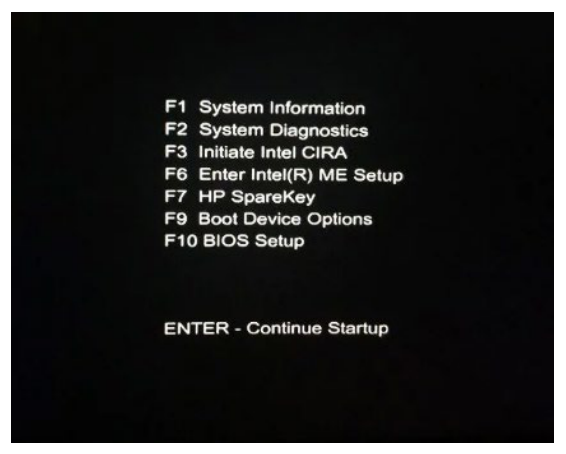 F1 System Information
F2 System Diagnostics
F3 Initiate Intel CIRA
F6 Enter Intel(R) ME Setup
F7 HP SpareKey
F9 Boot Device Options
F10 BIOS Setup
ENTER - Continue Startup